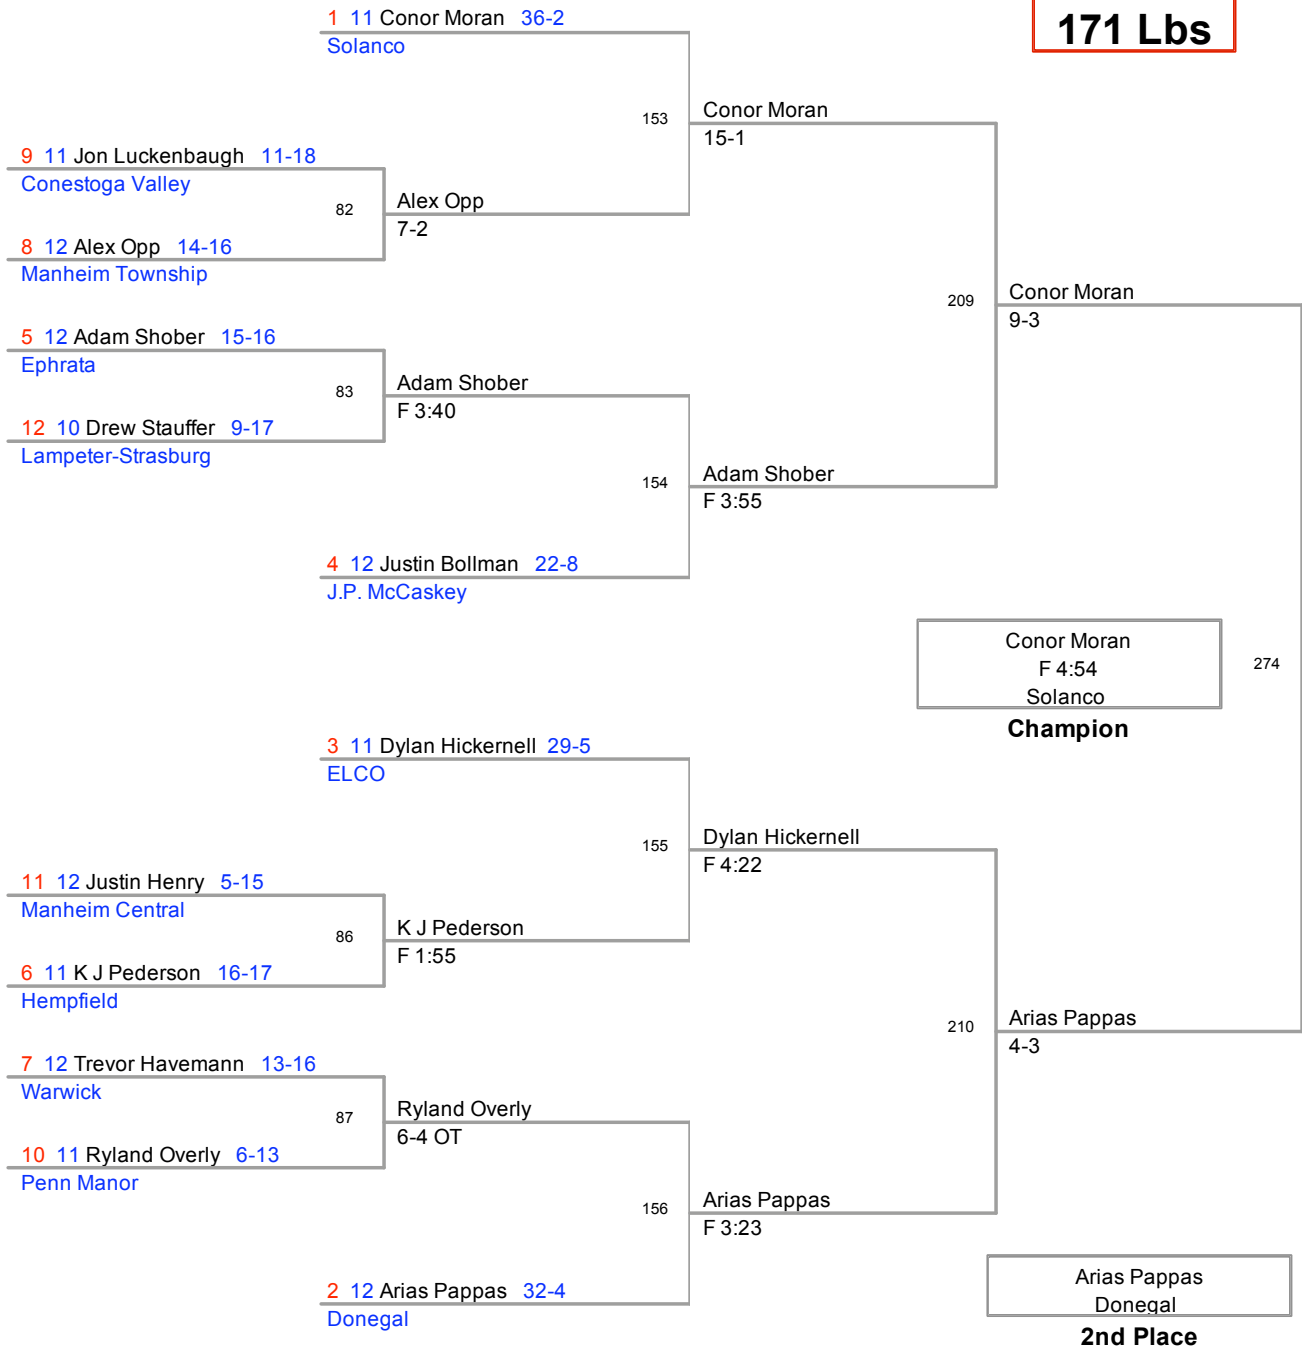 171 Lbs
1 11 Conor Moran 36-2
Solanco
153
Conor Moran
15-1
9 11 Jon Luckenbaugh 11-18
Conestoga Valley
82
Alex Opp
7-2
8 12 Alex Opp 14-16
Manheim Township
209
Conor Moran
9-3
5 12 Adam Shober 15-16
Ephrata
83
Adam Shober
F 3:40
12 10 Drew Stauffer 9-17
Lampeter-Strasburg
154
Adam Shober
F 3:55
4 12 Justin Bollman 22-8
J.P. McCaskey
Conor Moran
F 4:54
Solanco
Champion
274
3 11 Dylan Hickernell 29-5
ELCO
155
Dylan Hickernell
F 4:22
11 12 Justin Henry 5-15
Manheim Central
86
K J Pederson
F 1:55
6 11 K J Pederson 16-17
Hempfield
210
Arias Pappas
4-3
7 12 Trevor Havemann 13-16
Warwick
87
Ryland Overly
6-4 OT
10 11 Ryland Overly 6-13
Penn Manor
156
Arias Pappas
F 3:23
2 12 Arias Pappas 32-4
Donegal
Arias Pappas
Donegal
2nd Place